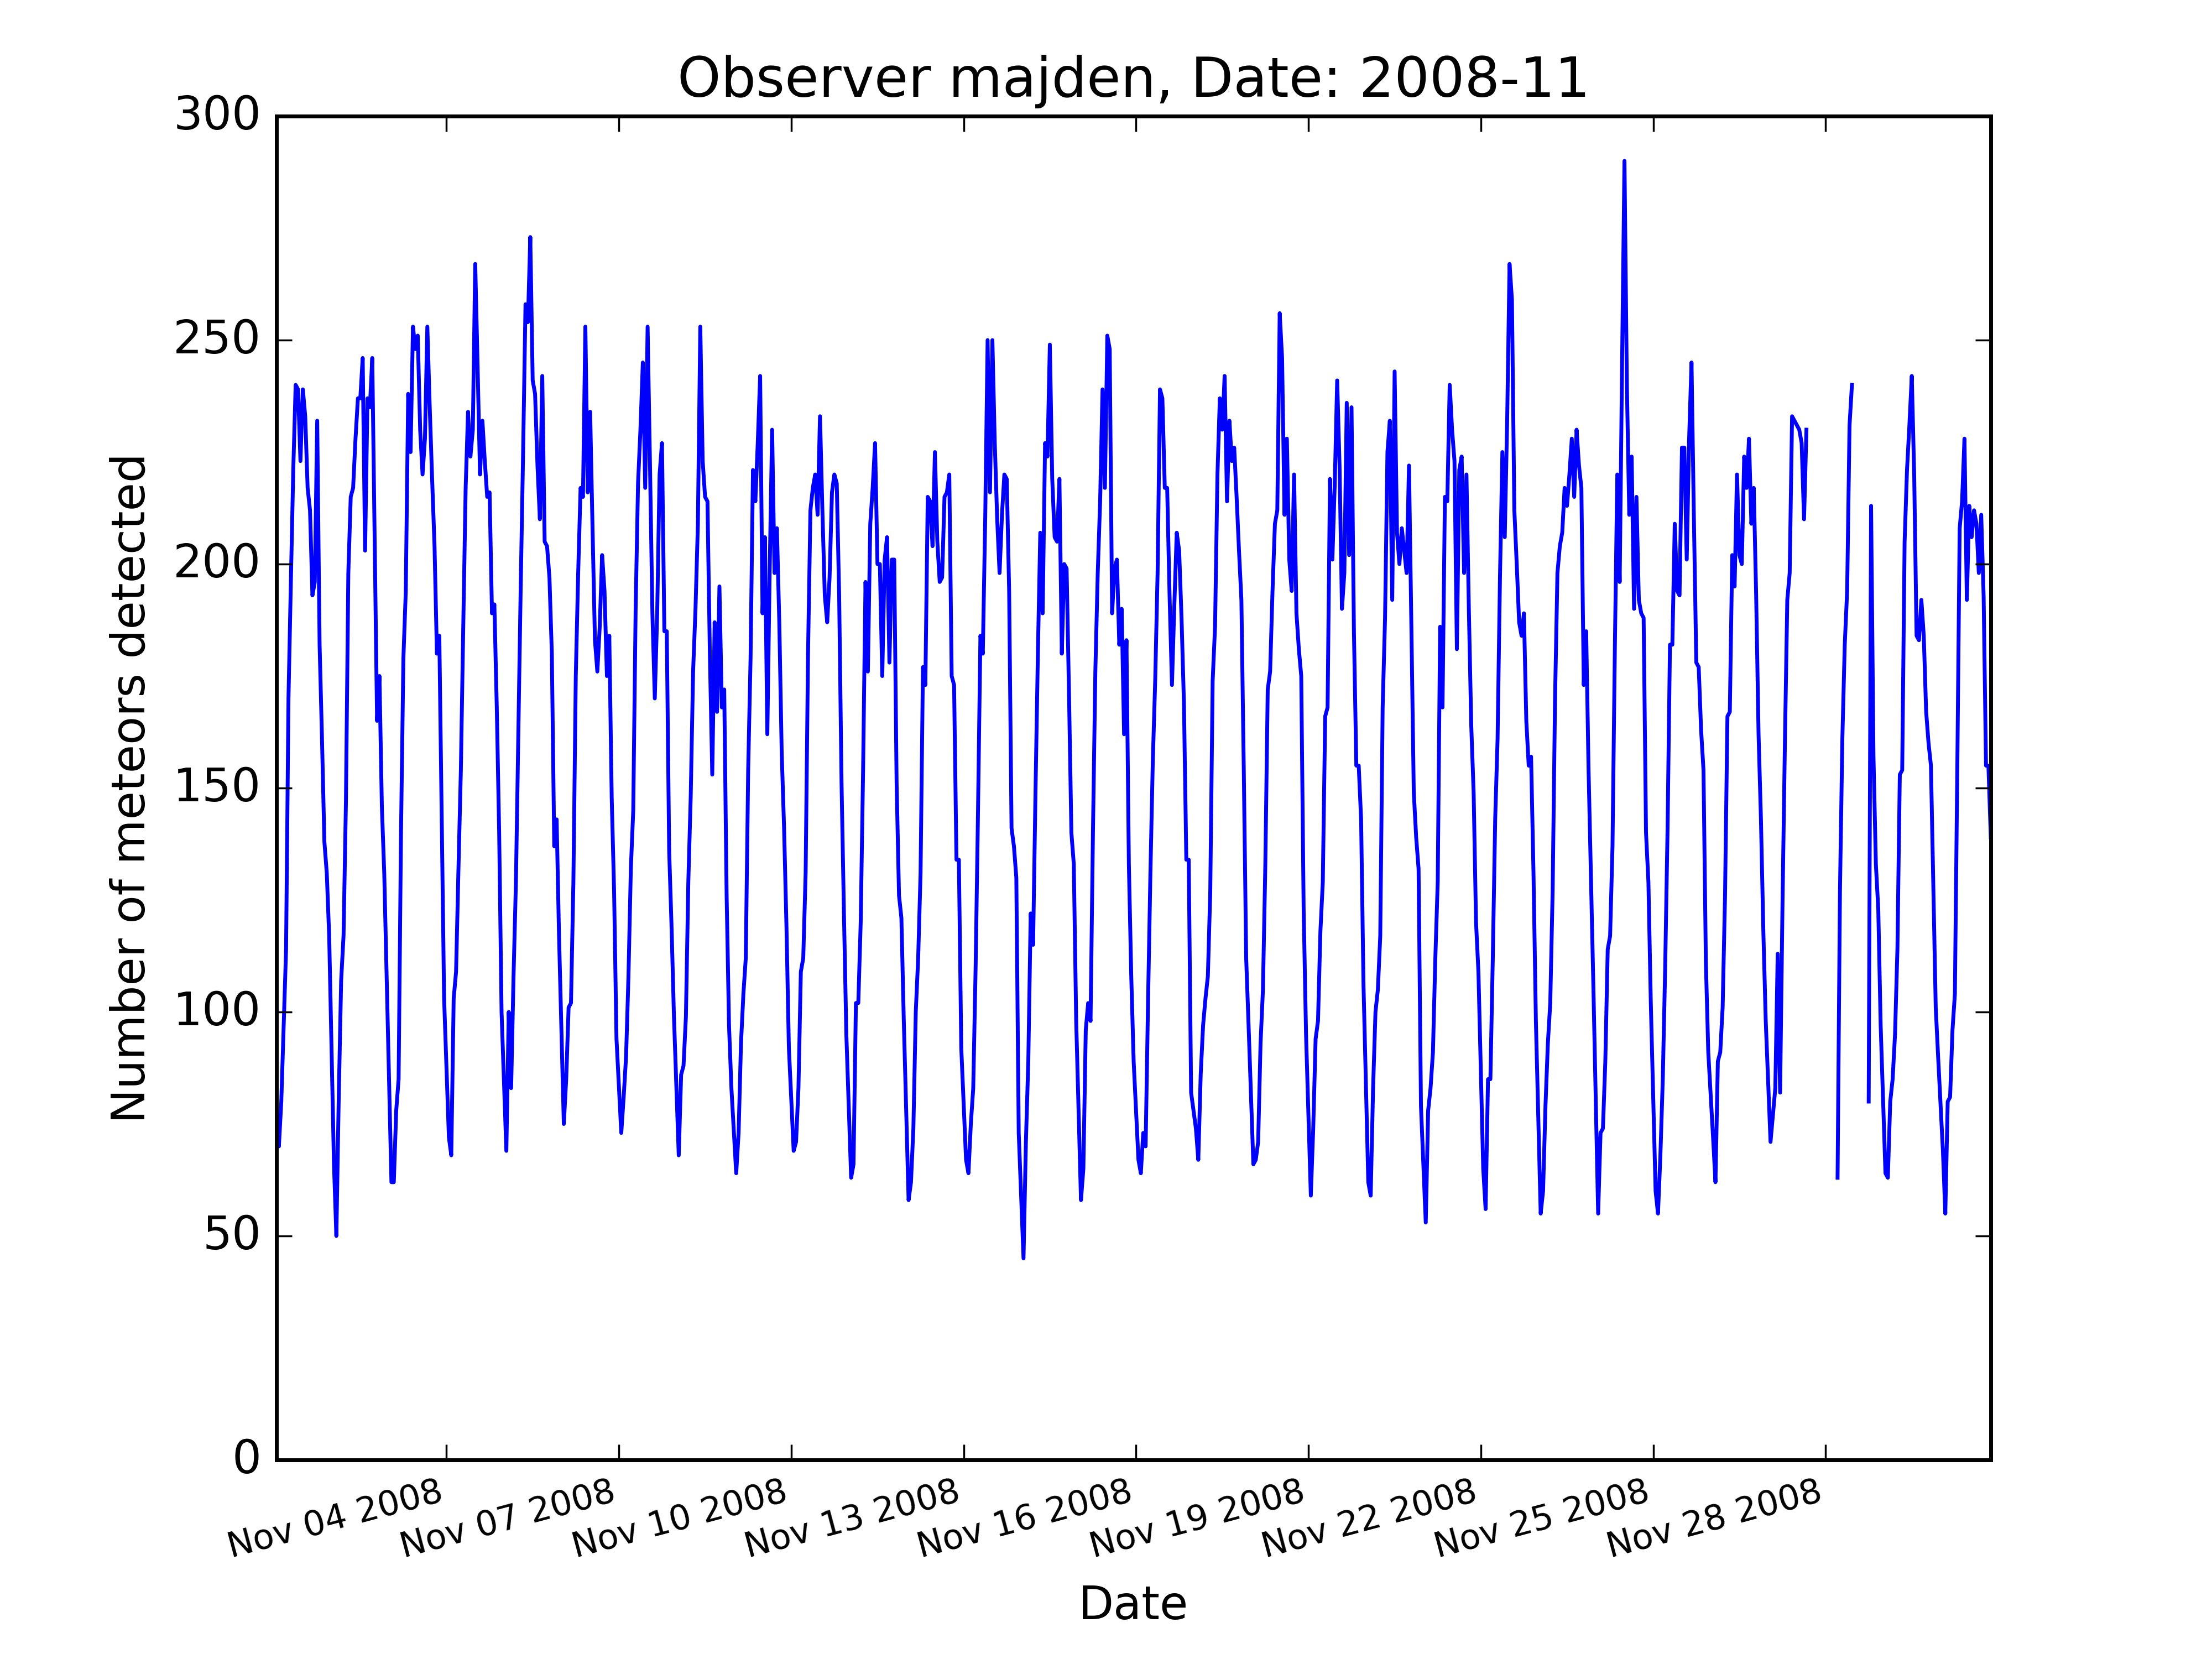 Observer majden, Date: 2008-11
300
250
200
150
100
50
0
Number of meteors detected
Nov 04 2008
Nov 07 2008
Nov 10 2008
Nov 13 2008
Nov 16 2008
Nov 19 2008
Nov 22 2008
Nov 25 2008
Nov 28 2008
Date